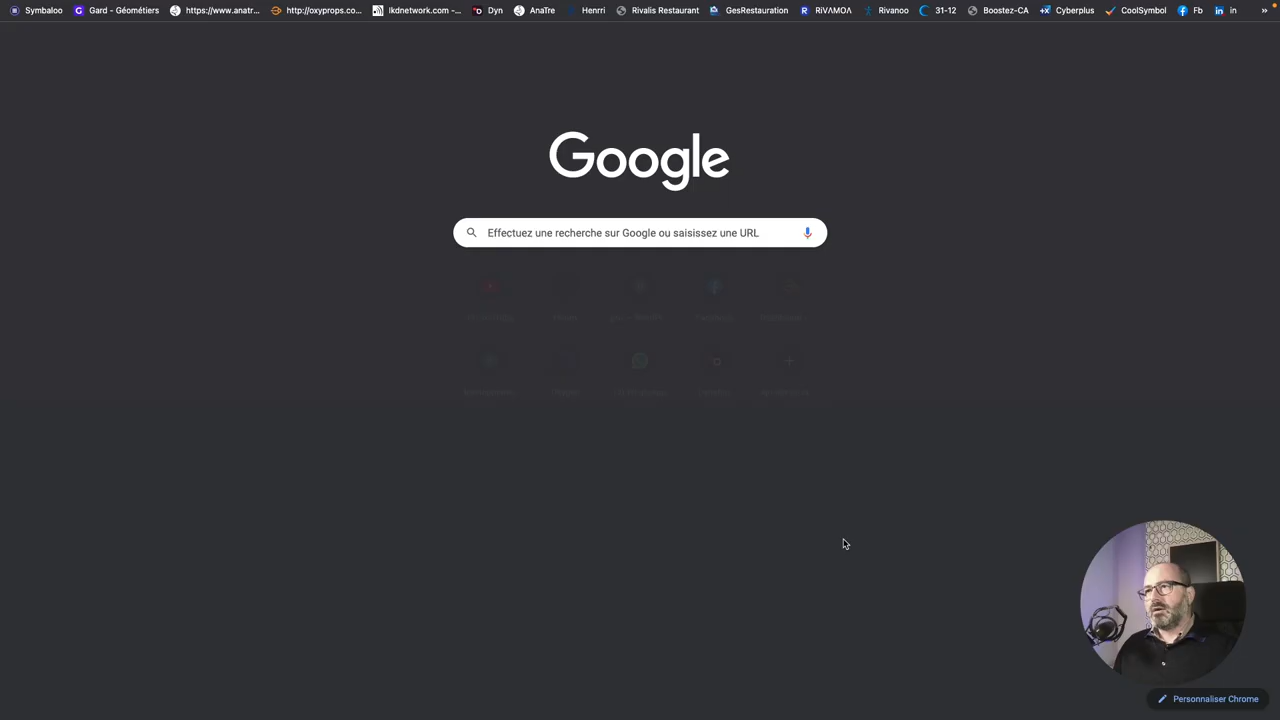 Symbaloo
Gard - Géométiers
https://www.anatr...
http://oxyprops.co...
lkdnetwork.com -...
Dyn
AnaTre
Henrri
Rivalis Restaurant
GesRestauration
RiVΛMOΛ
Rivanoo
31-12
Boostez-CA
Cyberplus
CoolSymbol
Fb
in
»
Google
Effectuez une recherche sur Google ou saisissez une URL
Personnaliser Chrome